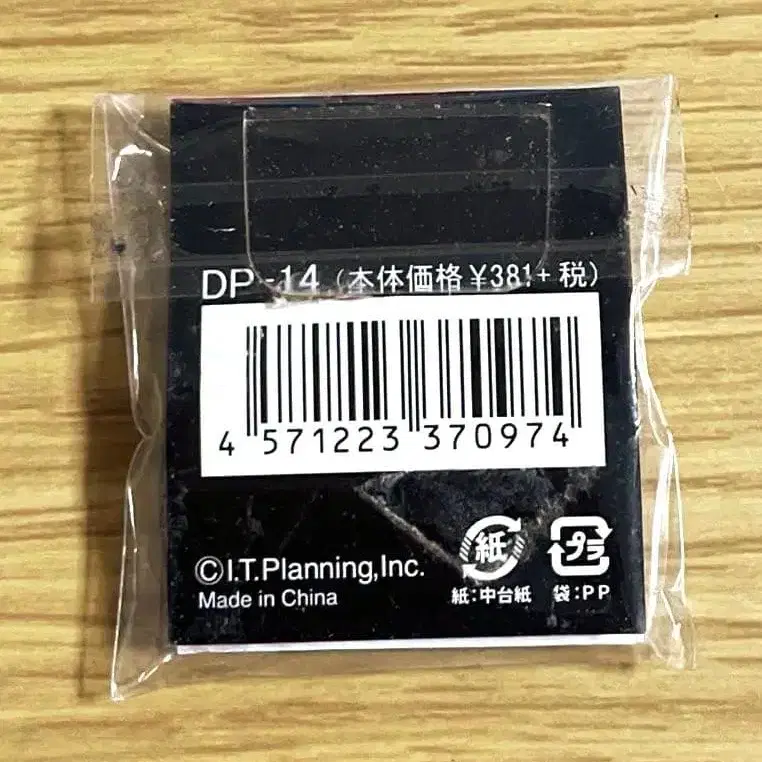 DP-14 (本体価格￥381+税)
4 571223 370974
©I.T.Planning,Inc.
Made in China
紙
紙:中台紙
プラ
袋:PP